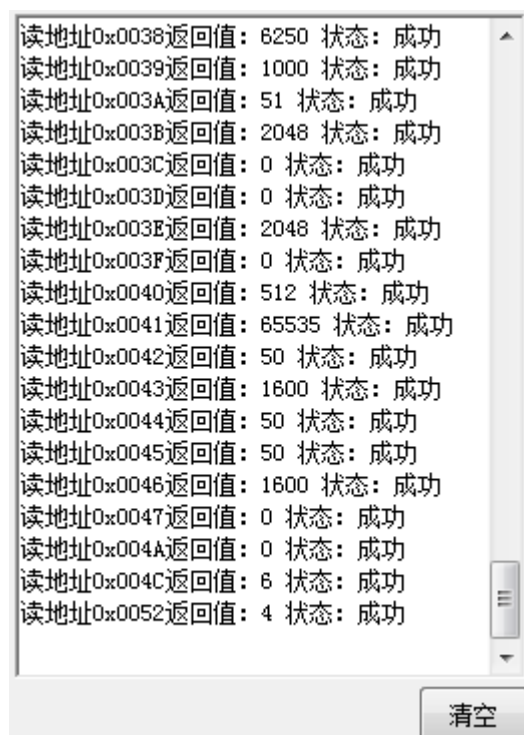 读地址0x0038返回值: 6250 状态: 成功
读地址0x0039返回值: 1000 状态: 成功
读地址0x003A返回值: 51 状态: 成功
读地址0x003B返回值: 2048 状态: 成功
读地址0x003C返回值: 0 状态: 成功
读地址0x003D返回值: 0 状态: 成功
读地址0x003E返回值: 2048 状态: 成功
读地址0x003F返回值: 0 状态: 成功
读地址0x0040返回值: 512 状态: 成功
读地址0x0041返回值: 65535 状态: 成功
读地址0x0042返回值: 50 状态: 成功
读地址0x0043返回值: 1600 状态: 成功
读地址0x0044返回值: 50 状态: 成功
读地址0x0045返回值: 50 状态: 成功
读地址0x0046返回值: 1600 状态: 成功
读地址0x0047返回值: 0 状态: 成功
读地址0x004A返回值: 0 状态: 成功
读地址0x004C返回值: 6 状态: 成功
读地址0x0052返回值: 4 状态: 成功
清空